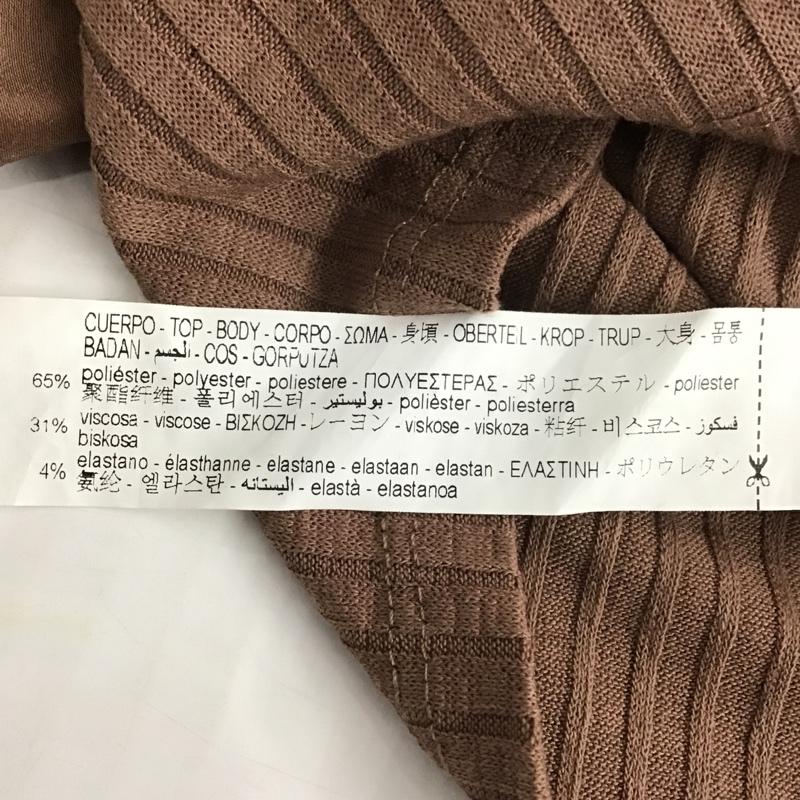 CUERPO - TOP - BODY - CORPO - ΣΩΜΑ - 身頃 - OBERTEL - KROP - TRUP - 大身 - 몸통
BADAN - الجسم - COS - GORPUTZA
65% poliéster - polyester - poliestere - ΠΟΛΥΕΣΤΕΡΑΣ - ポリエステル - poliester
聚酯纤维 - 폴리에스터 - بوليستير - polièster - poliesterra
31% viscosa - viscose - ΒΙΣΚΟΖΗ - レーヨン - viskose - viskoza - 粘纤 - 비스코스 - فسكوز
biskosa
4% elastano - élasthanne - elastane - elastaan - elastan - ΕΛΑΣΤΙΝΗ - ポリウレタン
氨纶 - 엘라스탄 - اليستانه - elastà - elastanoa